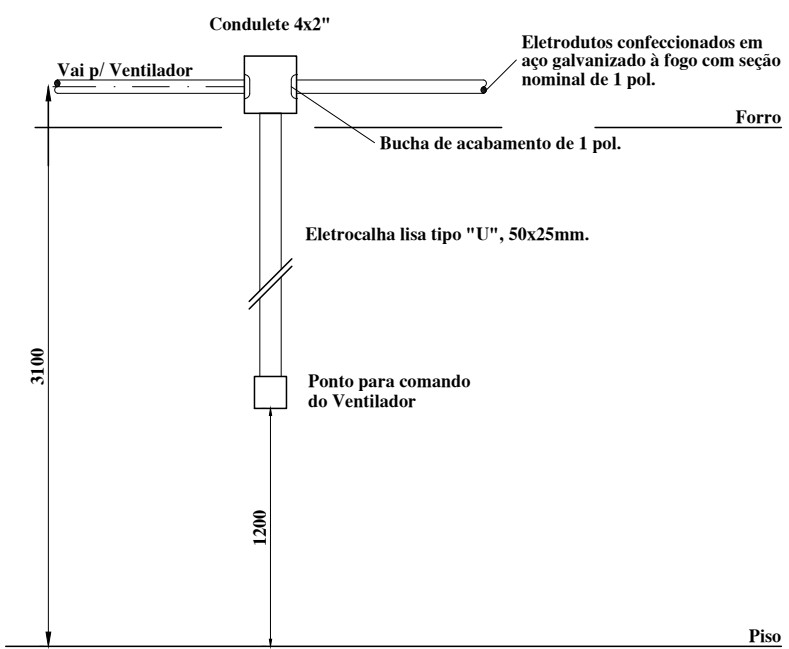 Condulete 4x2"
Eletrodutos confeccionados em
aço galvanizado à fogo com seção
nominal de 1 pol.
Vai p/ Ventilador
Forro
Bucha de acabamento de 1 pol.
Eletrocalha lisa tipo "U", 50x25mm.
3100
Ponto para comando
do Ventilador
1200
Piso